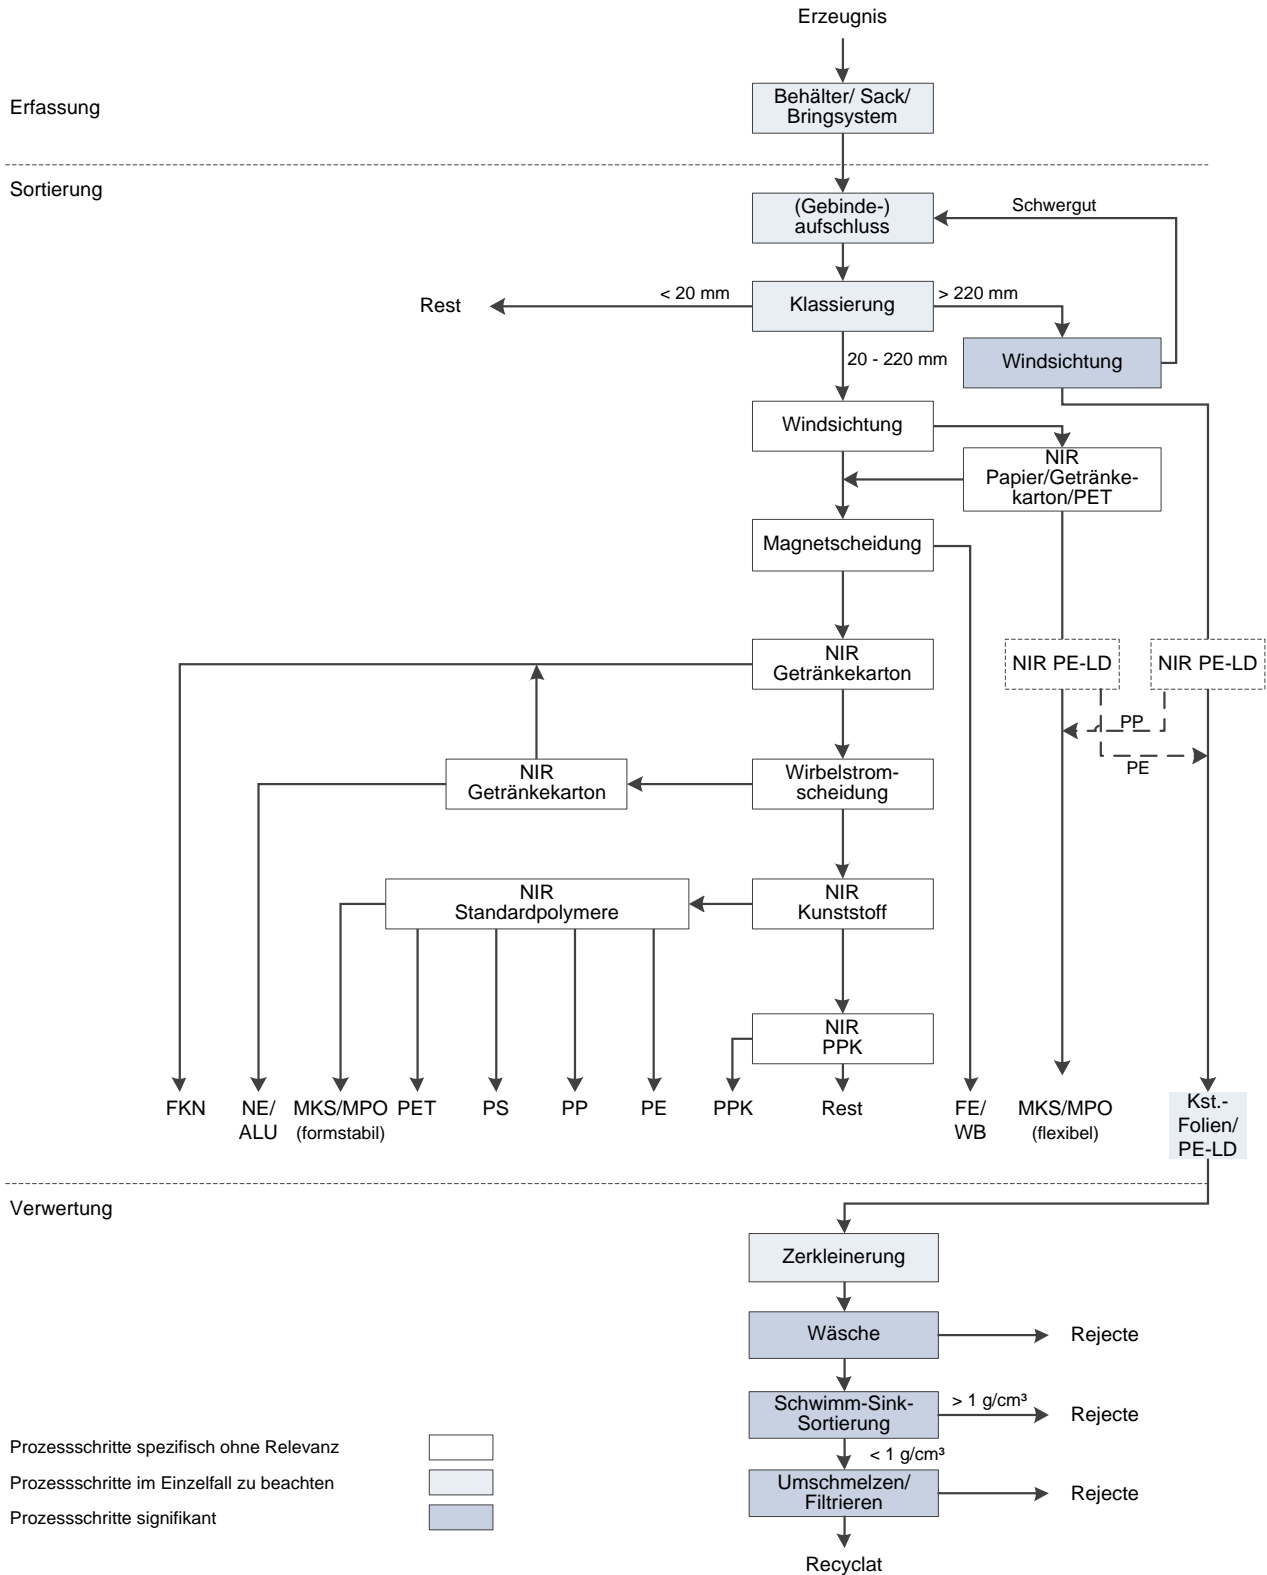 Erzeugnis
Erfassung
Behälter/ Sack/
Bringsystem
Sortierung
(Gebinde-)
aufschluss
Schwergut
Rest
< 20 mm
Klassierung
> 220 mm
20 - 220 mm
Windsichtung
Windsichtung
NIR
Papier/Getränke-
karton/PET
Magnetscheidung
NIR
Getränkekarton
NIR PE-LD
NIR PE-LD
PP
PE
NIR
Getränkekarton
Wirbelstrom-
scheidung
NIR
Standardpolymere
NIR
Kunststoff
NIR
PPK
FKN
NE/
ALU
MKS/MPO
(formstabil)
PET
PS
PP
PE
PPK
Rest
FE/
WB
MKS/MPO
(flexibel)
Kst.-
Folien/
PE-LD
Verwertung
Zerkleinerung
Wäsche
Rejecte
Schwimm-Sink-
Sortierung
> 1 g/cm³
Rejecte
< 1 g/cm³
Umschmelzen/
Filtrieren
Rejecte
Recyclat
Prozessschritte spezifisch ohne Relevanz
Prozessschritte im Einzelfall zu beachten
Prozessschritte signifikant